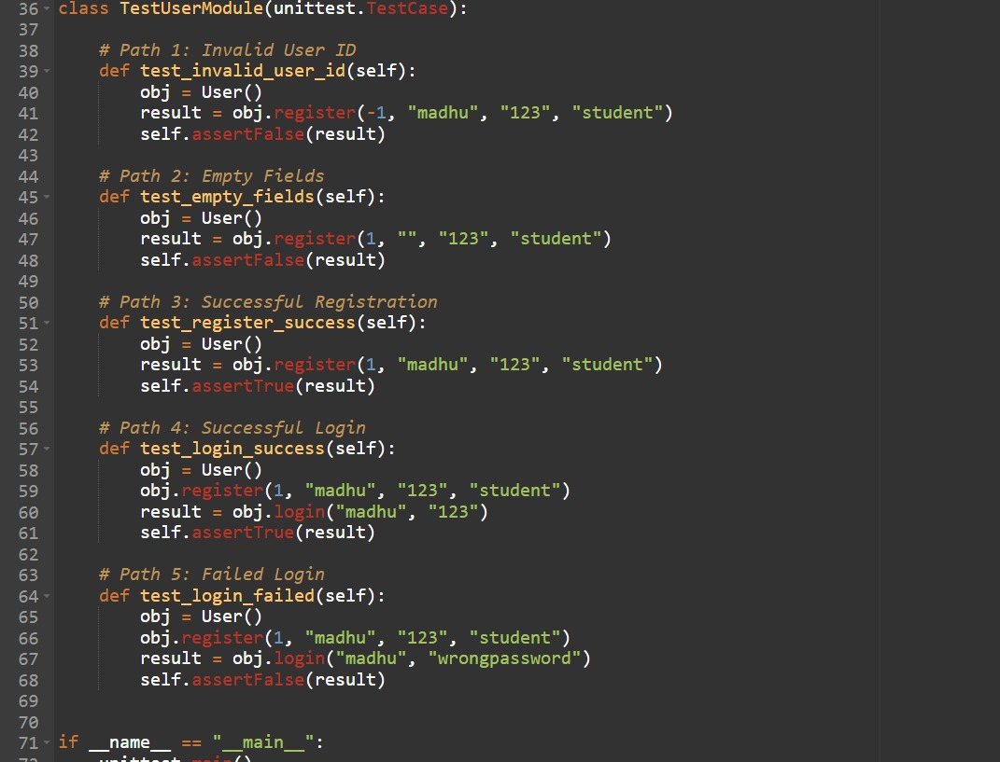 36 class TestUserModule(unittest.TestCase):
37
38     # Path 1: Invalid User ID
39     def test_invalid_user_id(self):
40         obj = User()
41         result = obj.register(-1, "madhu", "123", "student")
42         self.assertFalse(result)
43
44     # Path 2: Empty Fields
45     def test_empty_fields(self):
46         obj = User()
47         result = obj.register(1, "", "123", "student")
48         self.assertFalse(result)
49
50     # Path 3: Successful Registration
51     def test_register_success(self):
52         obj = User()
53         result = obj.register(1, "madhu", "123", "student")
54         self.assertTrue(result)
55
56     # Path 4: Successful Login
57     def test_login_success(self):
58         obj = User()
59         obj.register(1, "madhu", "123", "student")
60         result = obj.login("madhu", "123")
61         self.assertTrue(result)
62
63     # Path 5: Failed Login
64     def test_login_failed(self):
65         obj = User()
66         obj.register(1, "madhu", "123", "student")
67         result = obj.login("madhu", "wrongpassword")
68         self.assertFalse(result)
69
70
71 if __name__ == "__main__":
72     unittest.main()